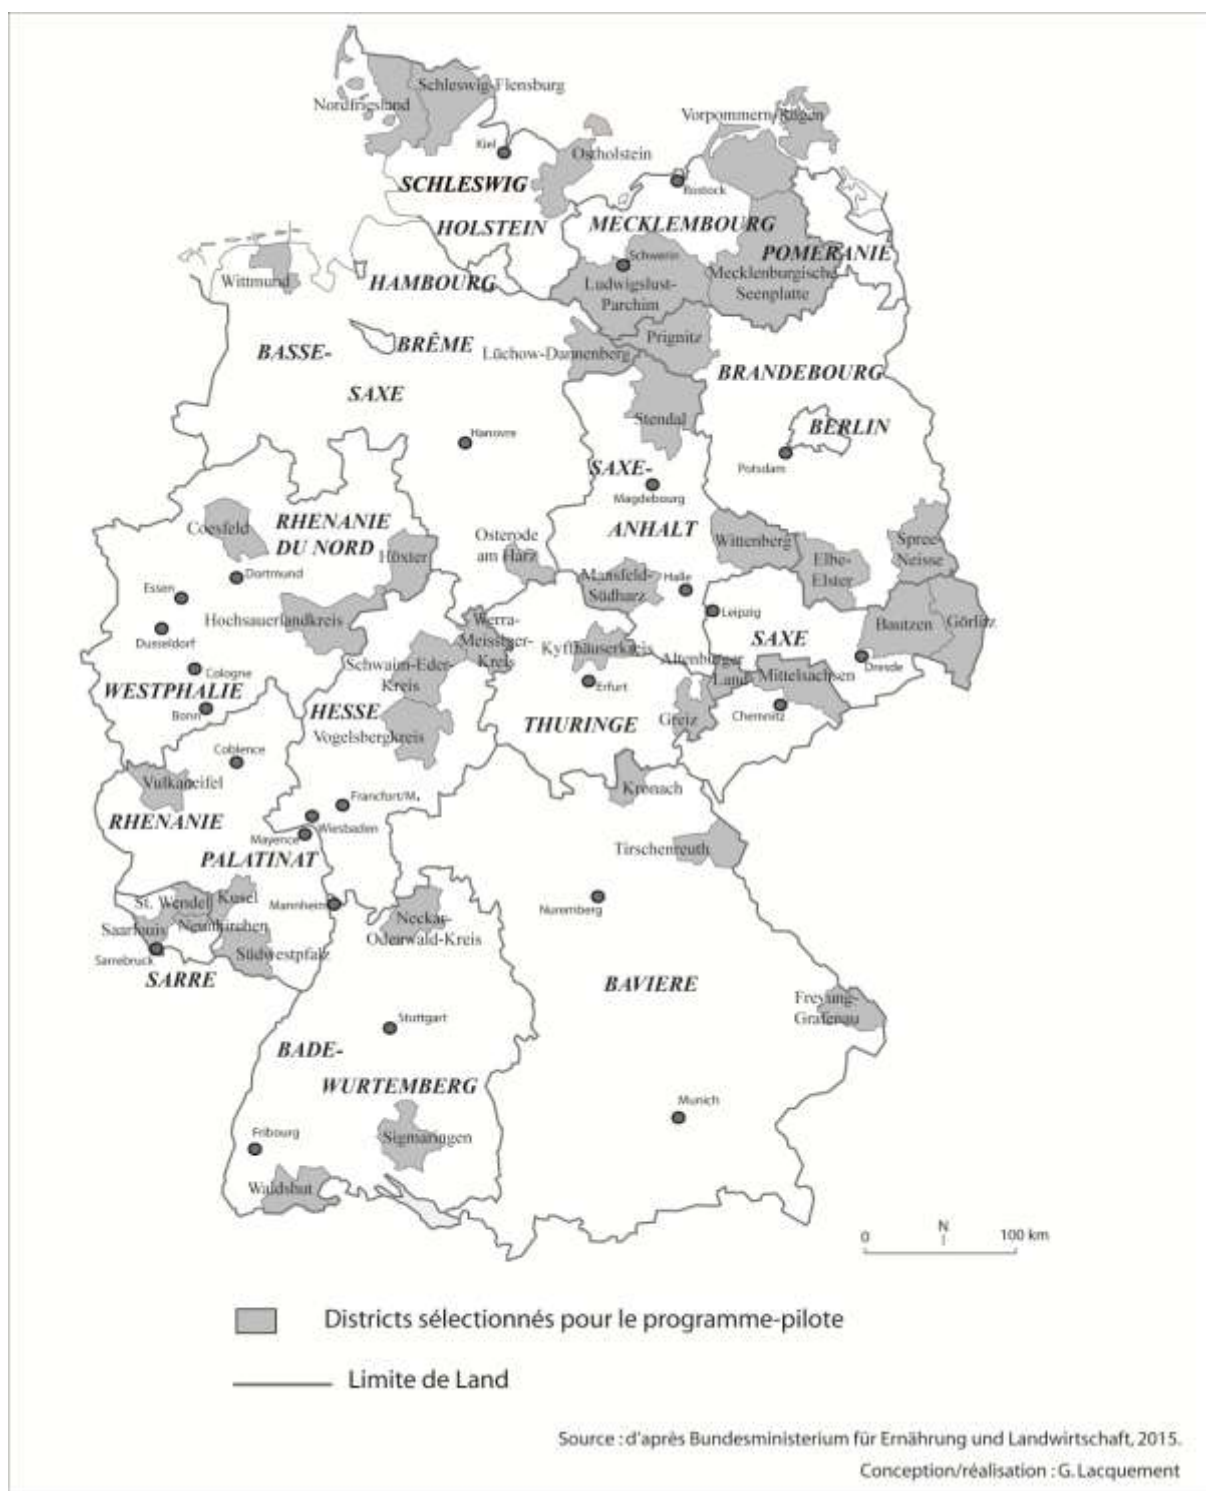 Schleswig-Flensburg
Nordfrigsland
Vorpommern/Rügen
Kiel
Ostholstein
SCHLESWIG
Rostock
HOLSTEIN
MECKLEMBOURG
POMERANIE
Schwerin
Wittmund
HAMBOURG
Mecklenburgische
Seenplatte
Ludwigslust-
Parchim
Prignitz
BASSE-
BRÊME
Lüchow-Dannenberg
BRANDEBOURG
SAXE
Stendal
BERLIN
Hanovre
Potsdam
SAXE-
Magdebourg
Coesfeld
RHENANIE
DU NORD
ANHALT
Osterode
am Harz
Wittenberg
Spree-
Neisse
Höxter
Elbe-
Elster
Dortmund
Mansfeld-
Südharz
Halle
Essen
Leipzig
Hochsauerlandkreis
Werra-
Meissner-
Kreis
Bautzen
Görlitz
Dusseldorf
SAXE
Kyffhäuserkreis
Altenburger
Land
Dresde
Cologne
Schwalm-Eder-
Kreis
Erfurt
Mittelsachsen
WESTPHALIE
Bonn
HESSE
THURINGE
Greiz
Chemnitz
Vogelsbergkreis
Coblence
Vulkaneifel
Kronach
Francfort/M.
RHENANIE
Wiesbaden
Mayence
Tirschenreuth
PALATINAT
St. Wendel
Kusel
Mannheim
Nuremberg
Saarlouis
Neunkirchen
Neckar-
Odenwald-Kreis
Sarrebruck
Südwestpfalz
SARRE
BAVIERE
Freyung-
Grafenau
Stuttgart
BADE-
WURTEMBERG
Munich
Fribourg
Sigmaringen
Waldshut
N
0 100 km
Districts sélectionnés pour le programme-pilote
Limite de Land
Source : d'après Bundesministerium für Ernährung und Landwirtschaft, 2015.
Conception/réalisation : G. Lacquement